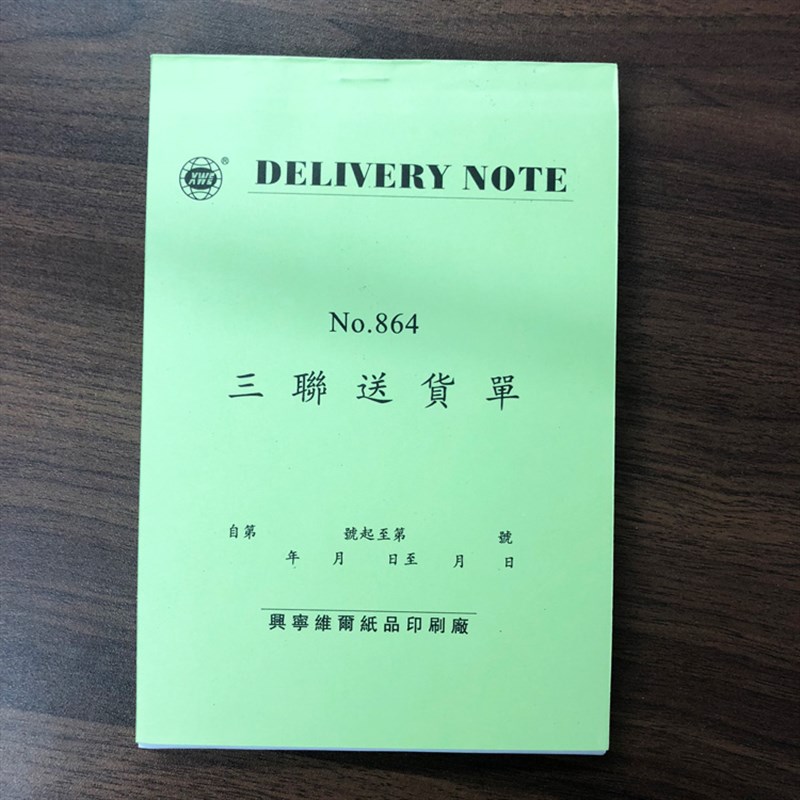 XWE ®
DELIVERY NOTE
No.864
三聯送貨單
自第 號起至第 號
年 月 日至 月 日
興寧維爾紙品印刷廠